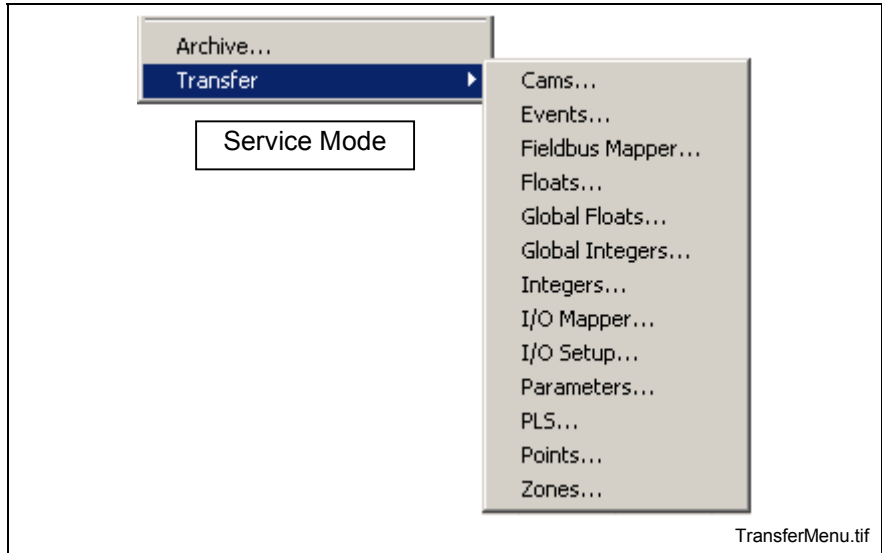 Archive...
Transfer
Service Mode
Cams...
Events...
Fieldbus Mapper...
Floats...
Global Floats...
Global Integers...
Integers...
I/O Mapper...
I/O Setup...
Parameters...
PLS...
Points...
Zones...
TransferMenu.tif